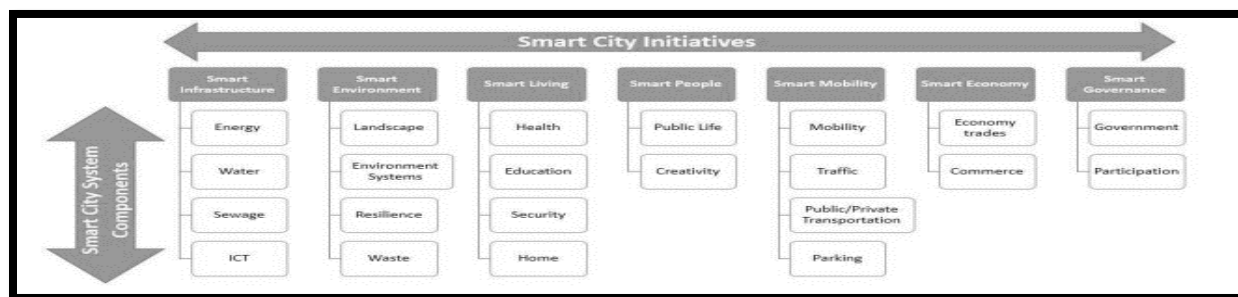 Smart City Initiatives
Smart
Infrastructure
Smart
Environment
Smart Living
Smart People
Smart Mobility
Smart Economy
Smart
Governance
Smart City System
Components
Energy
Water
Sewage
ICT
Landscape
Environment
Systems
Resilience
Waste
Health
Education
Security
Home
Public Life
Creativity
Mobility
Traffic
Public/Private
Transportation
Parking
Economy
trades
Commerce
Government
Participation